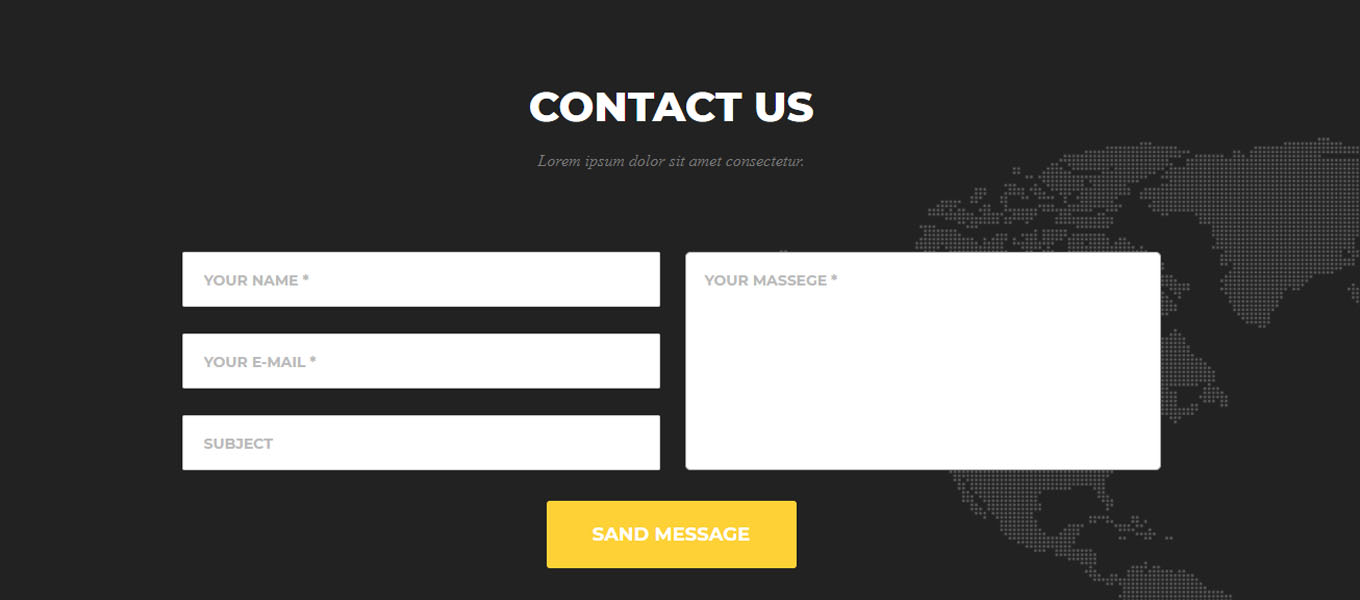 CONTACT US
Lorem ipsum dolor sit amet consectetur.
YOUR NAME *
YOUR MASSEGE *
YOUR E-MAIL *
SUBJECT
SAND MESSAGE